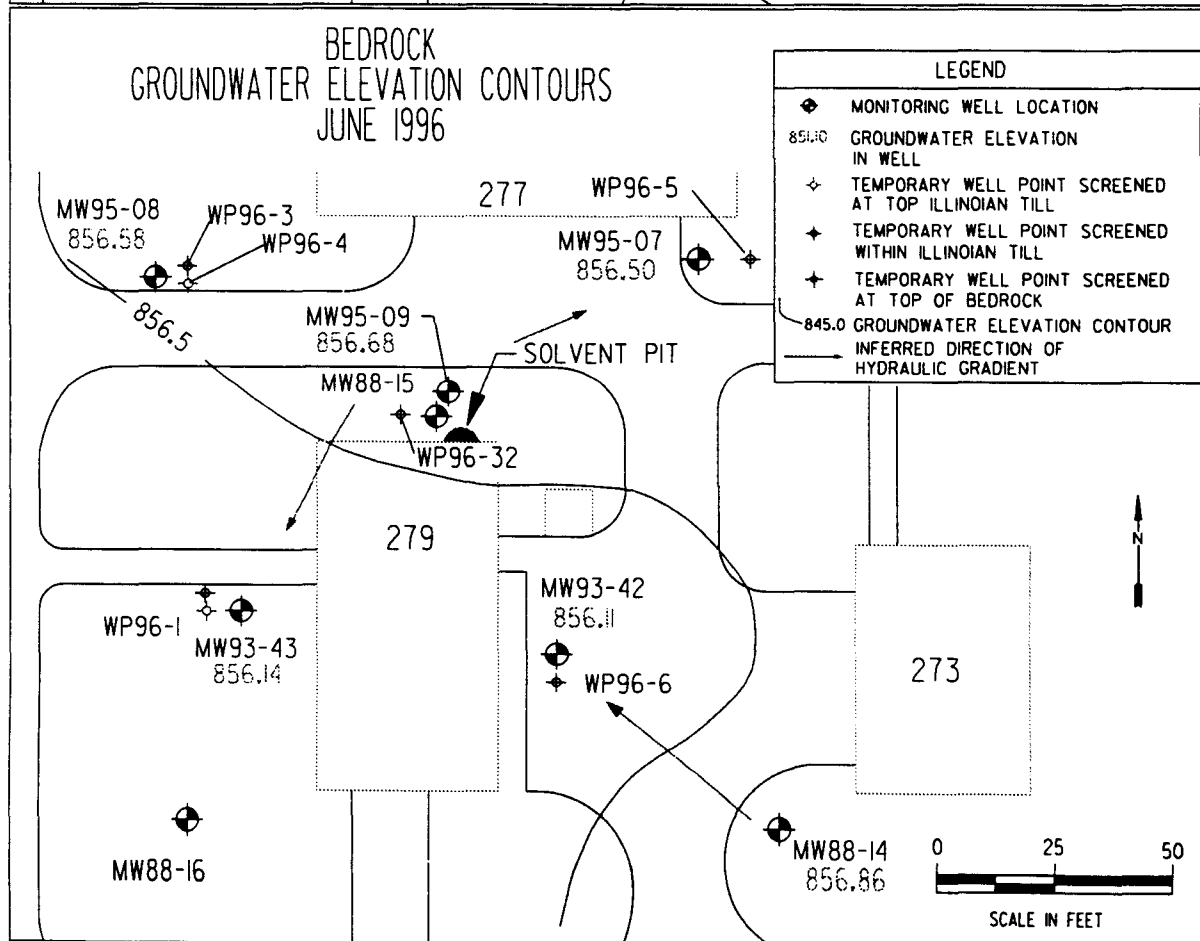 BEDROCK
GROUNDWATER ELEVATION CONTOURS
JUNE 1996
LEGEND
MONITORING WELL LOCATION
851.10 GROUNDWATER ELEVATION
IN WELL
TEMPORARY WELL POINT SCREENED
AT TOP ILLINOIAN TILL
TEMPORARY WELL POINT SCREENED
WITHIN ILLINOIAN TILL
TEMPORARY WELL POINT SCREENED
AT TOP OF BEDROCK
845.0 GROUNDWATER ELEVATION CONTOUR
INFERRED DIRECTION OF
HYDRAULIC GRADIENT
277
WP96-5
MW95-08
856.58
WP96-3
WP96-4
MW95-07
856.50
856.5
MW95-09
856.68
SOLVENT PIT
MW88-15
WP96-32
279
N
WP96-1
MW93-43
856.14
MW93-42
856.11
WP96-6
273
MW88-16
MW88-14
856.86
0 25 50
SCALE IN FEET